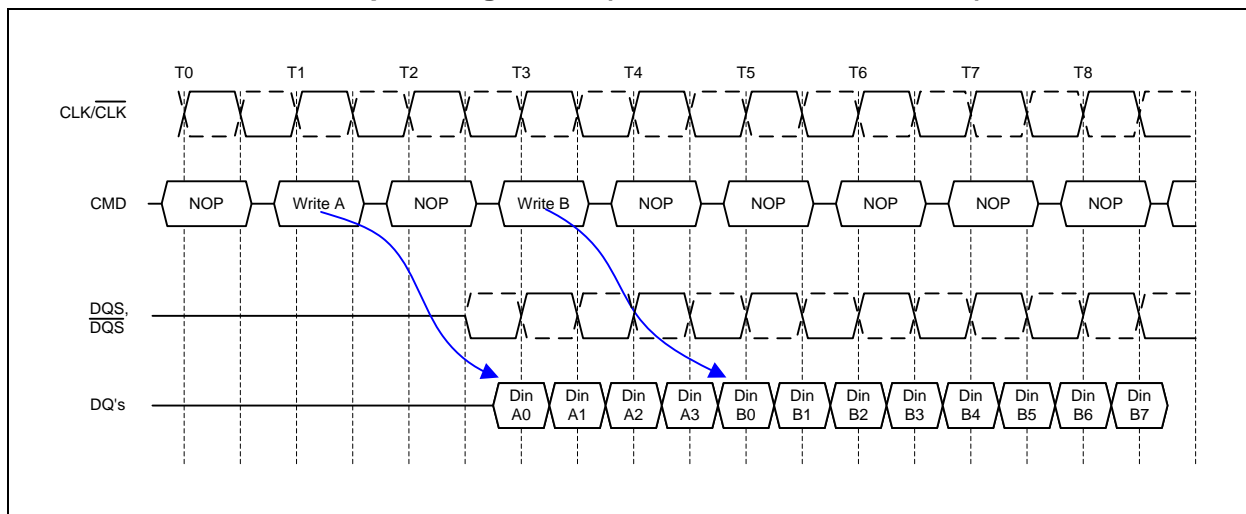 T0 T1 T2 T3 T4 T5 T6 T7 T8
CLK/CLK
CMD NOP Write A NOP Write B NOP NOP NOP NOP NOP
DQS,
DQS
DQ's
Din Din Din Din Din Din Din Din Din Din Din Din
A0 A1 A2 A3 B0 B1 B2 B3 B4 B5 B6 B7